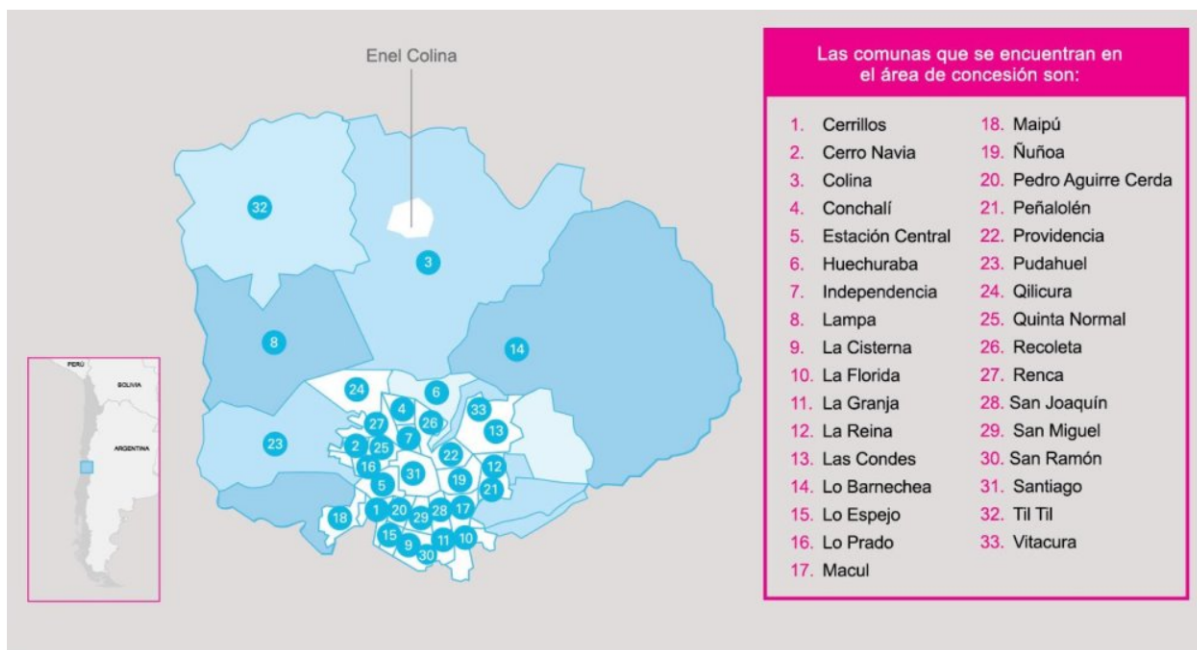 Enel Colina
Las comunas que se encuentran en
el área de concesión son:
1. Cerrillos
2. Cerro Navia
3. Colina
4. Conchalí
5. Estación Central
6. Huechuraba
7. Independencia
8. Lampa
9. La Cisterna
10. La Florida
11. La Granja
12. La Reina
13. Las Condes
14. Lo Barnechea
15. Lo Espejo
16. Lo Prado
17. Macul
18. Maipú
19. Ñuñoa
20. Pedro Aguirre Cerda
21. Peñalolén
22. Providencia
23. Pudahuel
24. Qilicura
25. Quinta Normal
26. Recoleta
27. Renca
28. San Joaquín
29. San Miguel
30. San Ramón
31. Santiago
32. Til Til
33. Vitacura
32
3
8
14
24
6
33
4
27
26
13
23
2
25
7
22
16
31
12
5
19
21
18
1
20
29
28
17
15
9
30
11
10
PERÚ
BOLIVIA
ARGENTINA